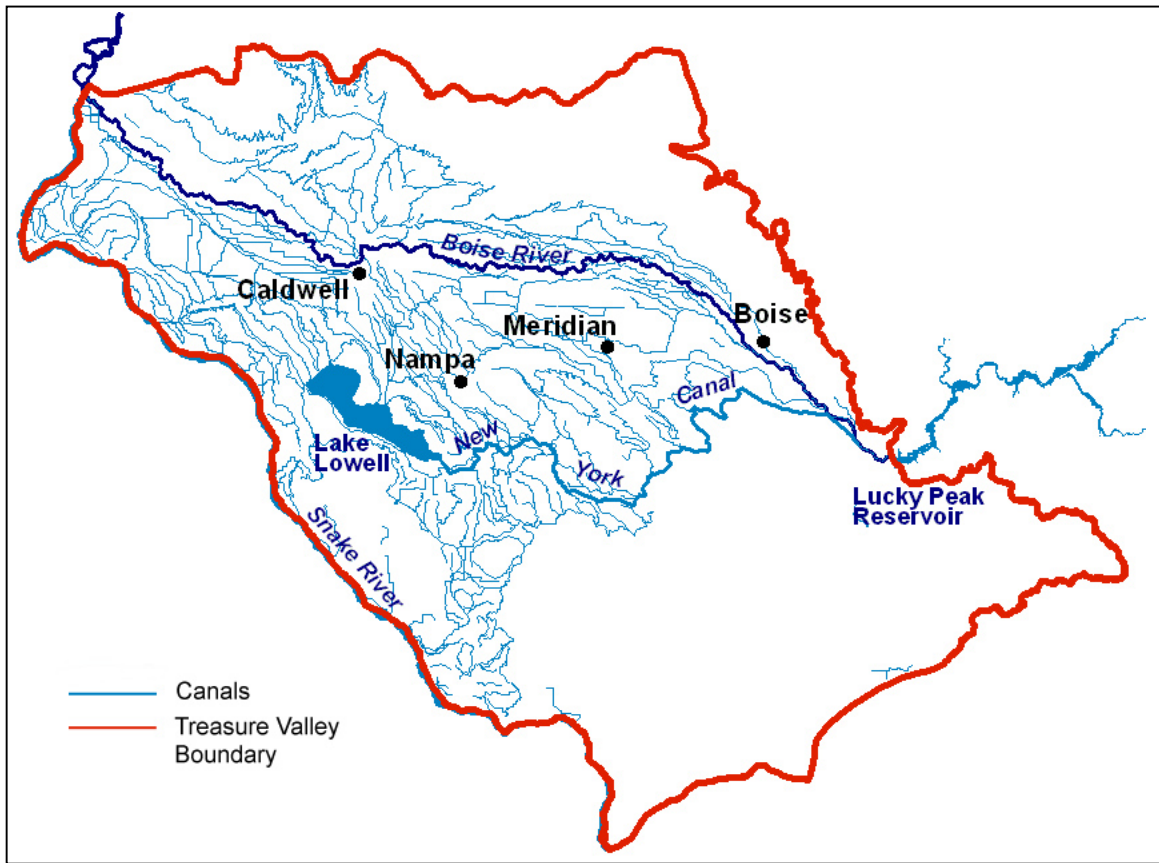 Boise River
Caldwell
Boise
Meridian
Nampa
Canal
New
Lake
Lowell
York
Lucky Peak
Reservoir
Snake River
Canals
Treasure Valley
Boundary